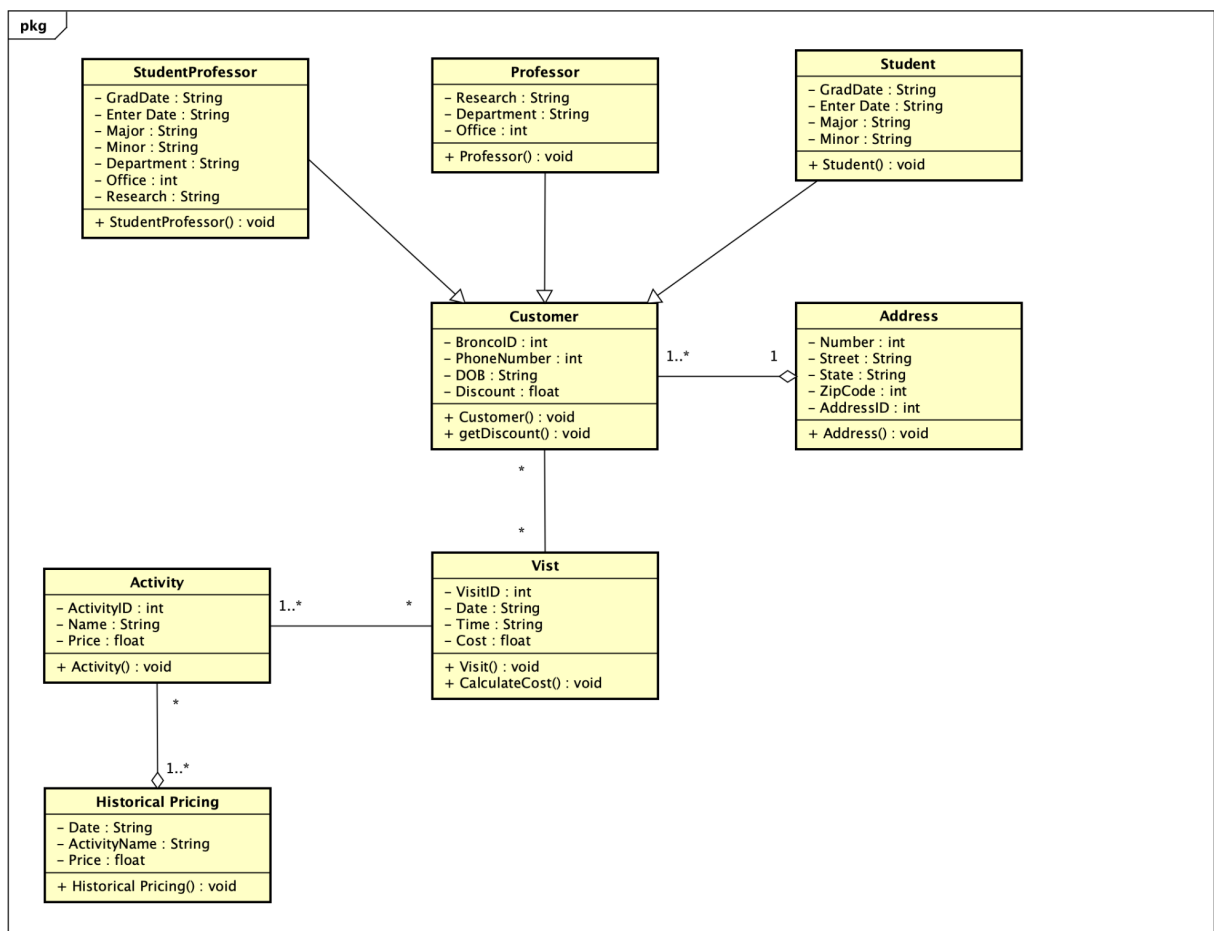 pkg
StudentProfessor
– GradDate : String
– Enter Date : String
– Major : String
– Minor : String
– Department : String
– Office : int
– Research : String
+ StudentProfessor() : void
Professor
– Research : String
– Department : String
– Office : int
+ Professor() : void
Student
– GradDate : String
– Enter Date : String
– Major : String
– Minor : String
+ Student() : void
Customer
– BroncoID : int
– PhoneNumber : int
– DOB : String
– Discount : float
+ Customer() : void
+ getDiscount() : void
1..*
1
Address
– Number : int
– Street : String
– State : String
– ZipCode : int
– AddressID : int
+ Address() : void
*
*
Activity
– ActivityID : int
– Name : String
– Price : float
+ Activity() : void
1..*
*
Vist
– VisitID : int
– Date : String
– Time : String
– Cost : float
+ Visit() : void
+ CalculateCost() : void
*
1..*
Historical Pricing
– Date : String
– ActivityName : String
– Price : float
+ Historical Pricing() : void